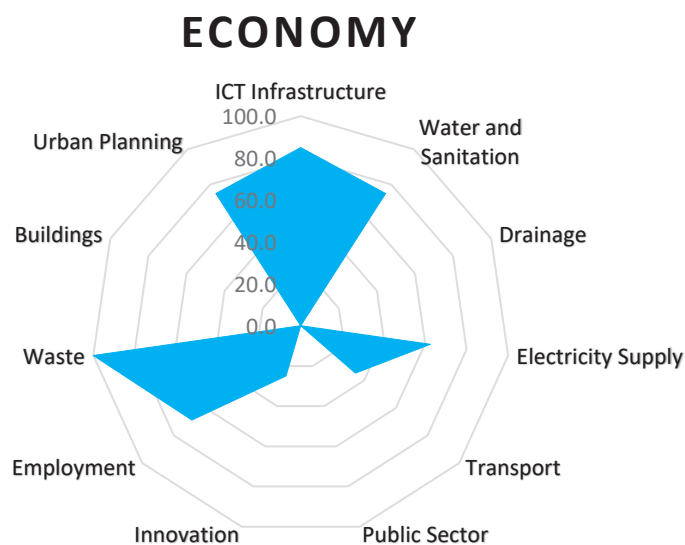 ECONOMY
ICT Infrastructure
100.0
Urban Planning
Water and
Sanitation
80.0
60.0
Buildings
40.0
Drainage
20.0
0.0
Waste
Electricity Supply
Employment
Transport
Innovation
Public Sector